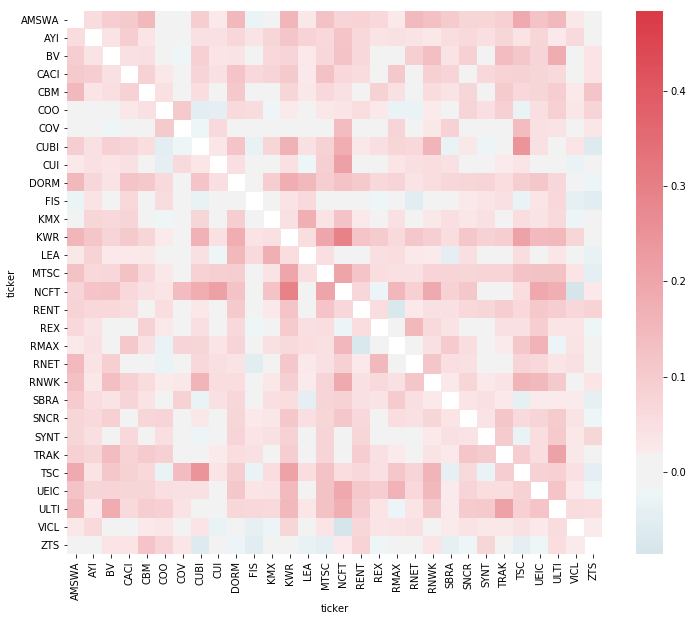 AMSWA
AYI
BV
CACI
CBM
COO
COV
CUBI
CUI
DORM
FIS
KMX
KWR
LEA
MTSC
NCFT
RENT
REX
RMAX
RNET
RNWK
SBRA
SNCR
SYNT
TRAK
TSC
UEIC
ULTI
VICL
ZTS
ticker
AMSWA AYI BV CACI CBM COO COV CUBI CUI DORM FIS KMX KWR LEA MTSC NCFT RENT REX RMAX RNET RNWK SBRA SNCR SYNT TRAK TSC UEIC ULTI VICL ZTS
ticker
0.4
0.3
0.2
0.1
0.0